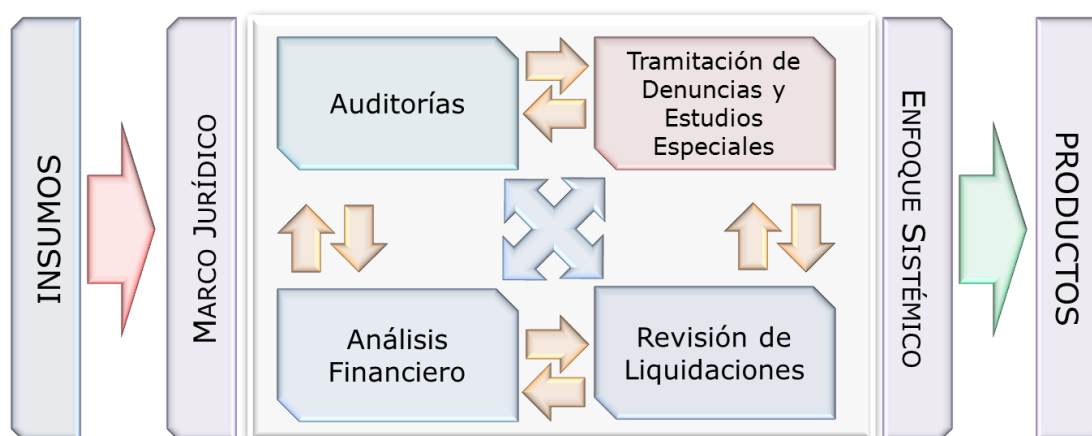 INSUMOS
MARCO JURÍDICO
Auditorías
Tramitación de
Denuncias y
Estudios
Especiales
Análisis
Financiero
Revisión de
Liquidaciones
ENFOQUE SISTÉMICO
PRODUCTOS